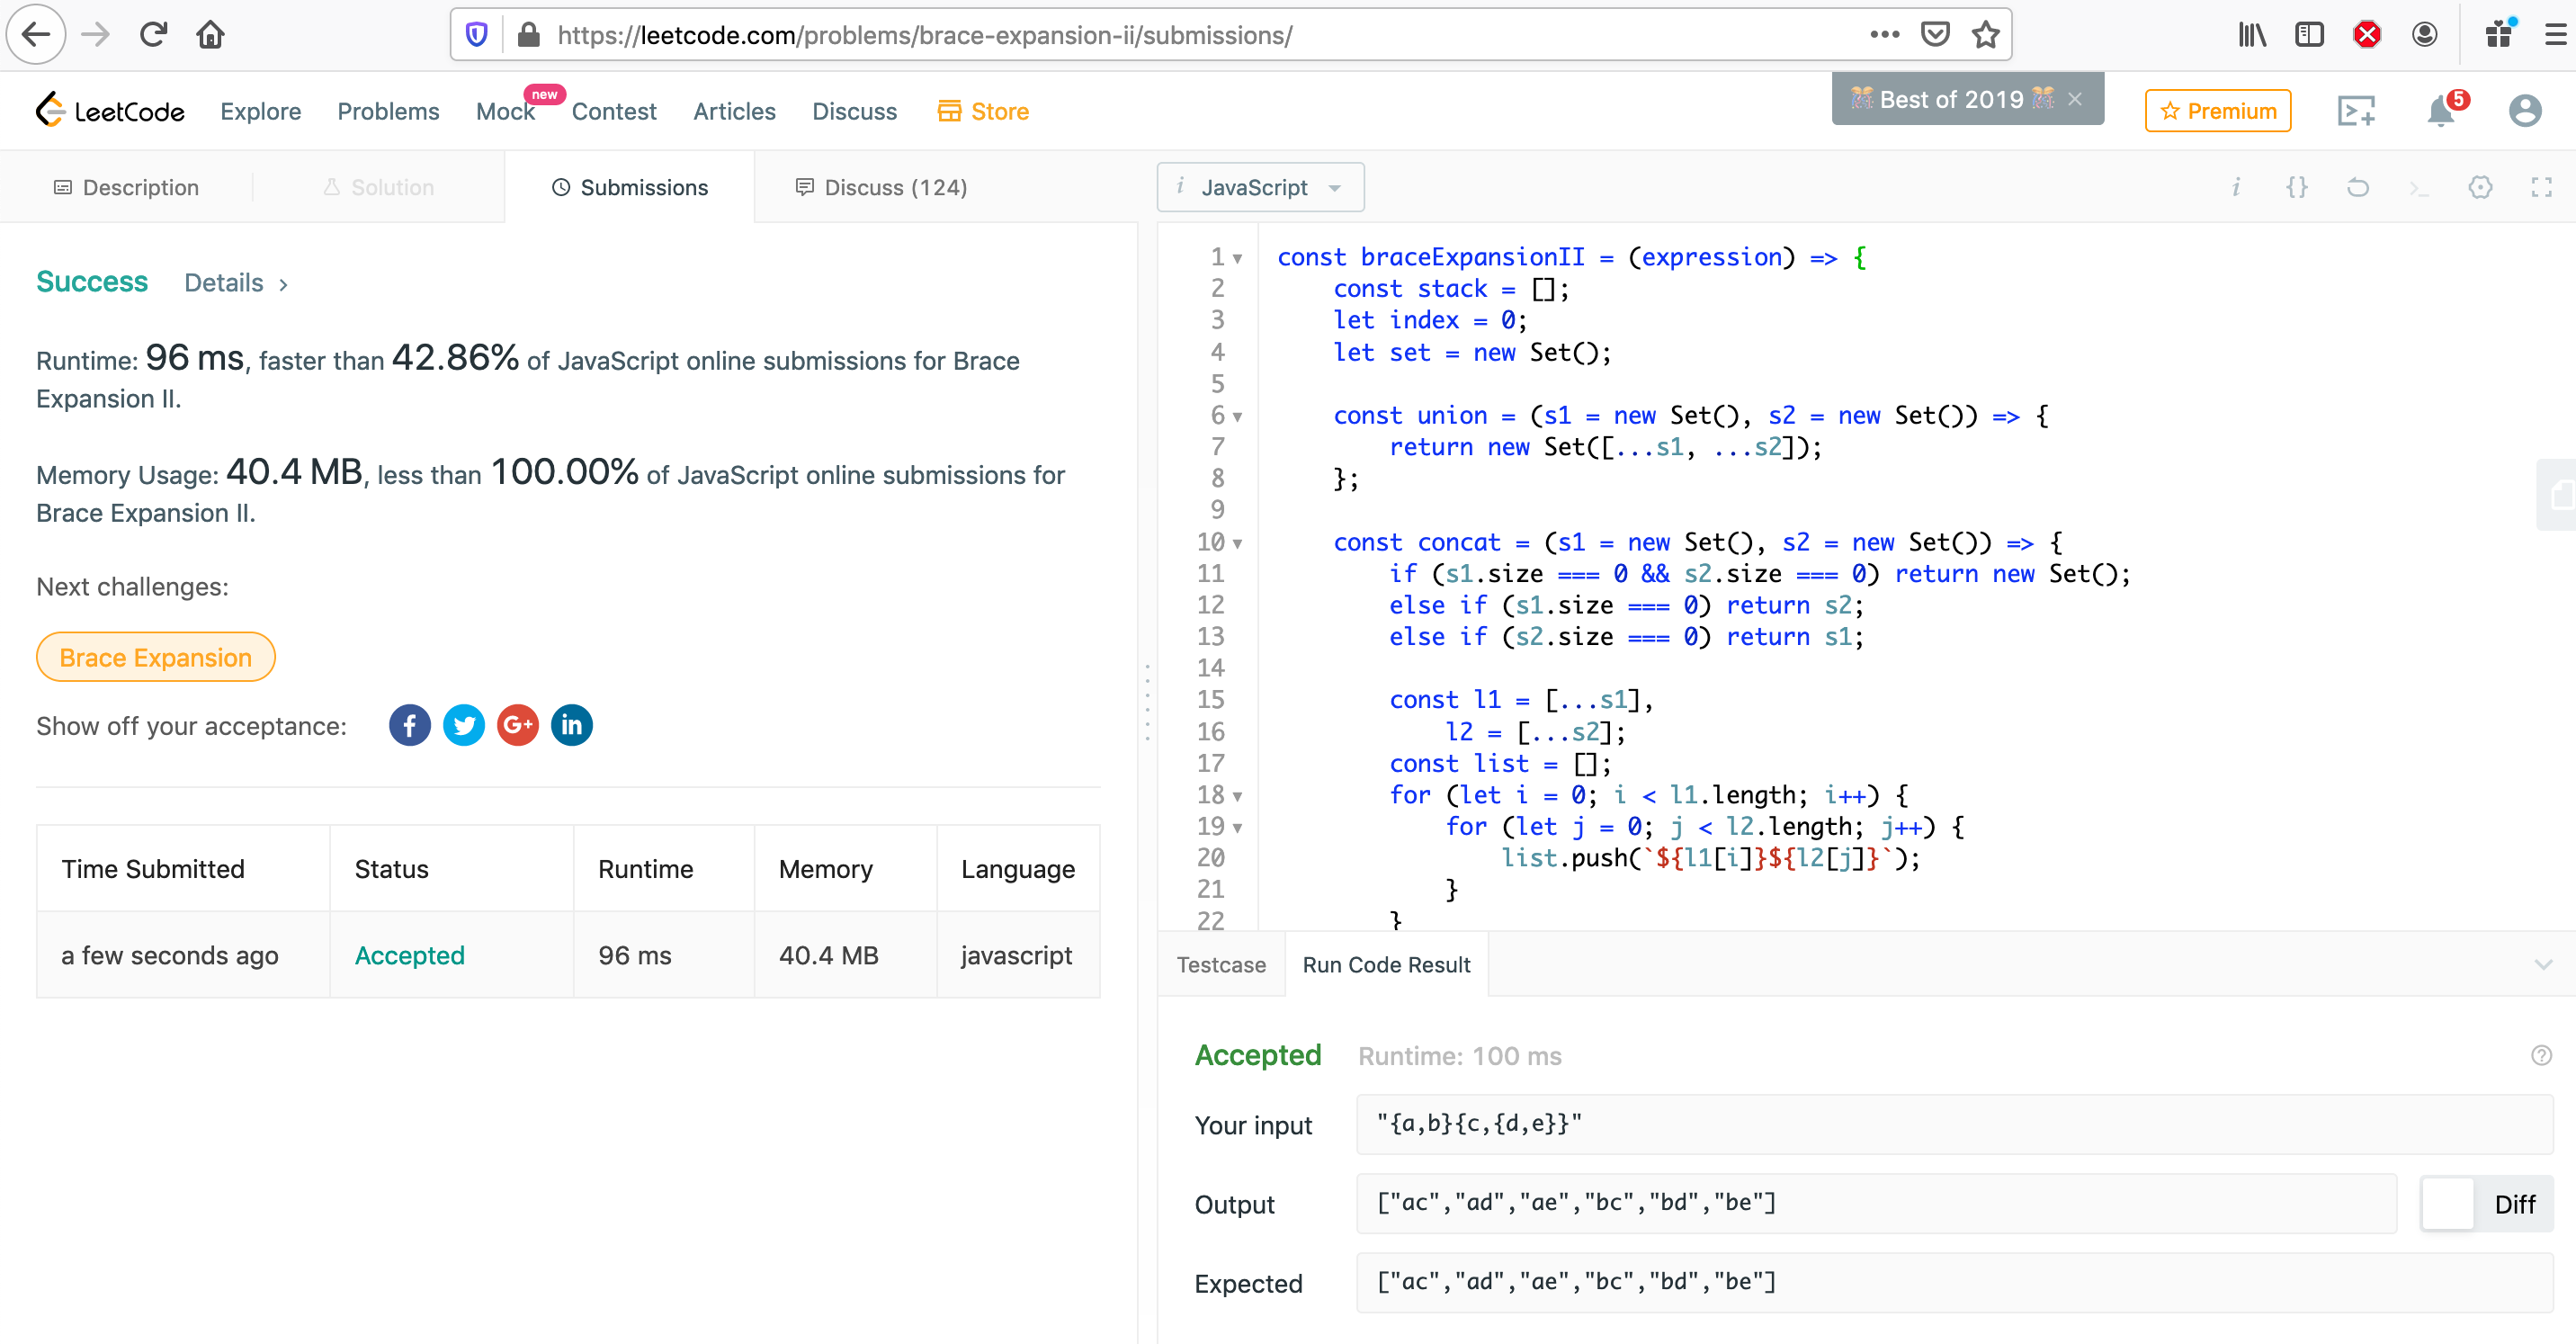 https://leetcode.com/problems/brace-expansion-ii/submissions/
LeetCode
Explore
Problems
Mock
new
Contest
Articles
Discuss
Store
🎊 Best of 2019 🎊 ×
Premium
5
Description
Solution
Submissions
Discuss (124)
i JavaScript
Success Details >
Runtime: 96 ms, faster than 42.86% of JavaScript online submissions for Brace
Expansion II.
Memory Usage: 40.4 MB, less than 100.00% of JavaScript online submissions for
Brace Expansion II.
Next challenges:
Brace Expansion
Show off your acceptance:
Time Submitted Status Runtime Memory Language
a few seconds ago Accepted 96 ms 40.4 MB javascript
1 const braceExpansionII = (expression) => {
2     const stack = [];
3     let index = 0;
4     let set = new Set();
5
6     const union = (s1 = new Set(), s2 = new Set()) => {
7         return new Set([...s1, ...s2]);
8     };
9
10     const concat = (s1 = new Set(), s2 = new Set()) => {
11         if (s1.size === 0 && s2.size === 0) return new Set();
12         else if (s1.size === 0) return s2;
13         else if (s2.size === 0) return s1;
14
15         const l1 = [...s1],
16             l2 = [...s2];
17         const list = [];
18         for (let i = 0; i < l1.length; i++) {
19             for (let j = 0; j < l2.length; j++) {
20                 list.push(`${l1[i]}${l2[j]}`);
21             }
22         }
Testcase
Run Code Result
Accepted Runtime: 100 ms
Your input "{a,b}{c,{d,e}}"
Output ["ac","ad","ae","bc","bd","be"] Diff
Expected ["ac","ad","ae","bc","bd","be"]